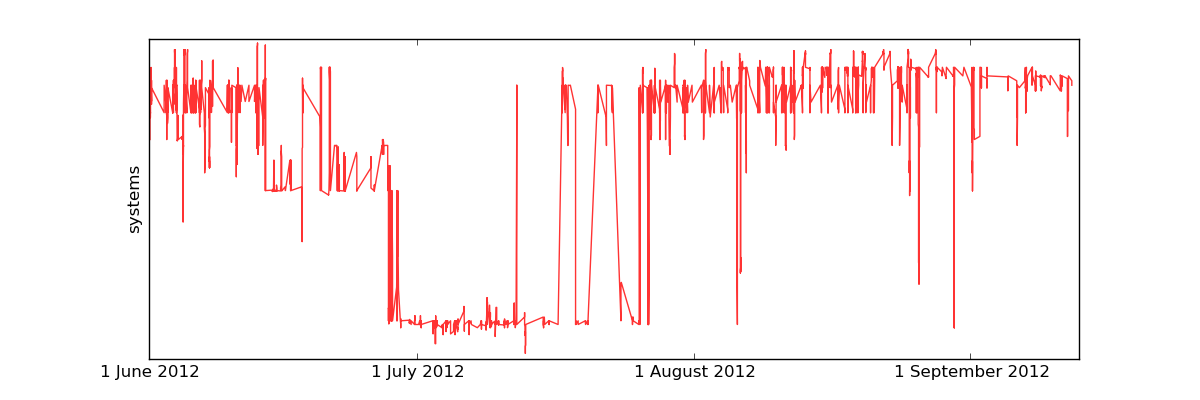 systems
1 June 2012
1 July 2012
1 August 2012
1 September 2012